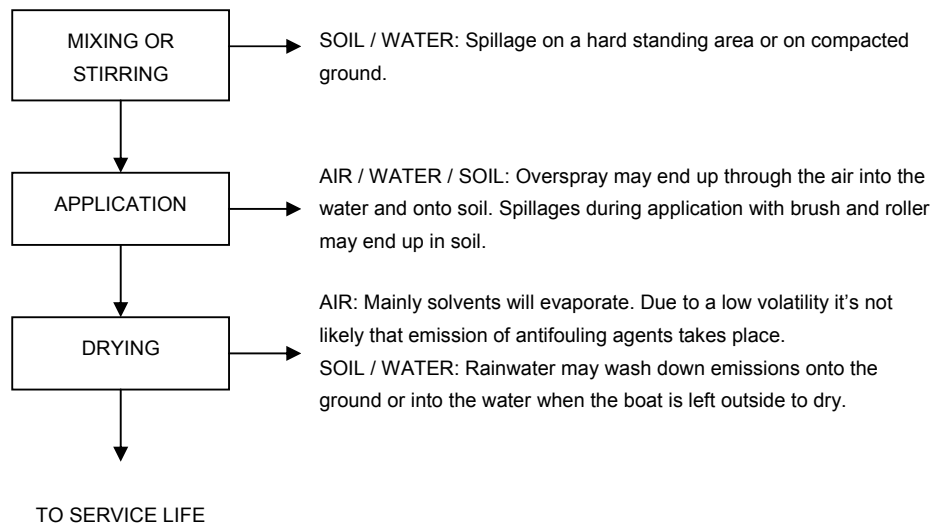 MIXING OR
STIRRING
SOIL / WATER: Spillage on a hard standing area or on compacted
ground.
APPLICATION
AIR / WATER / SOIL: Overspray may end up through the air into the
water and onto soil. Spillages during application with brush and roller
may end up in soil.
DRYING
AIR: Mainly solvents will evaporate. Due to a low volatility it's not
likely that emission of antifouling agents takes place.
SOIL / WATER: Rainwater may wash down emissions onto the
ground or into the water when the boat is left outside to dry.
TO SERVICE LIFE